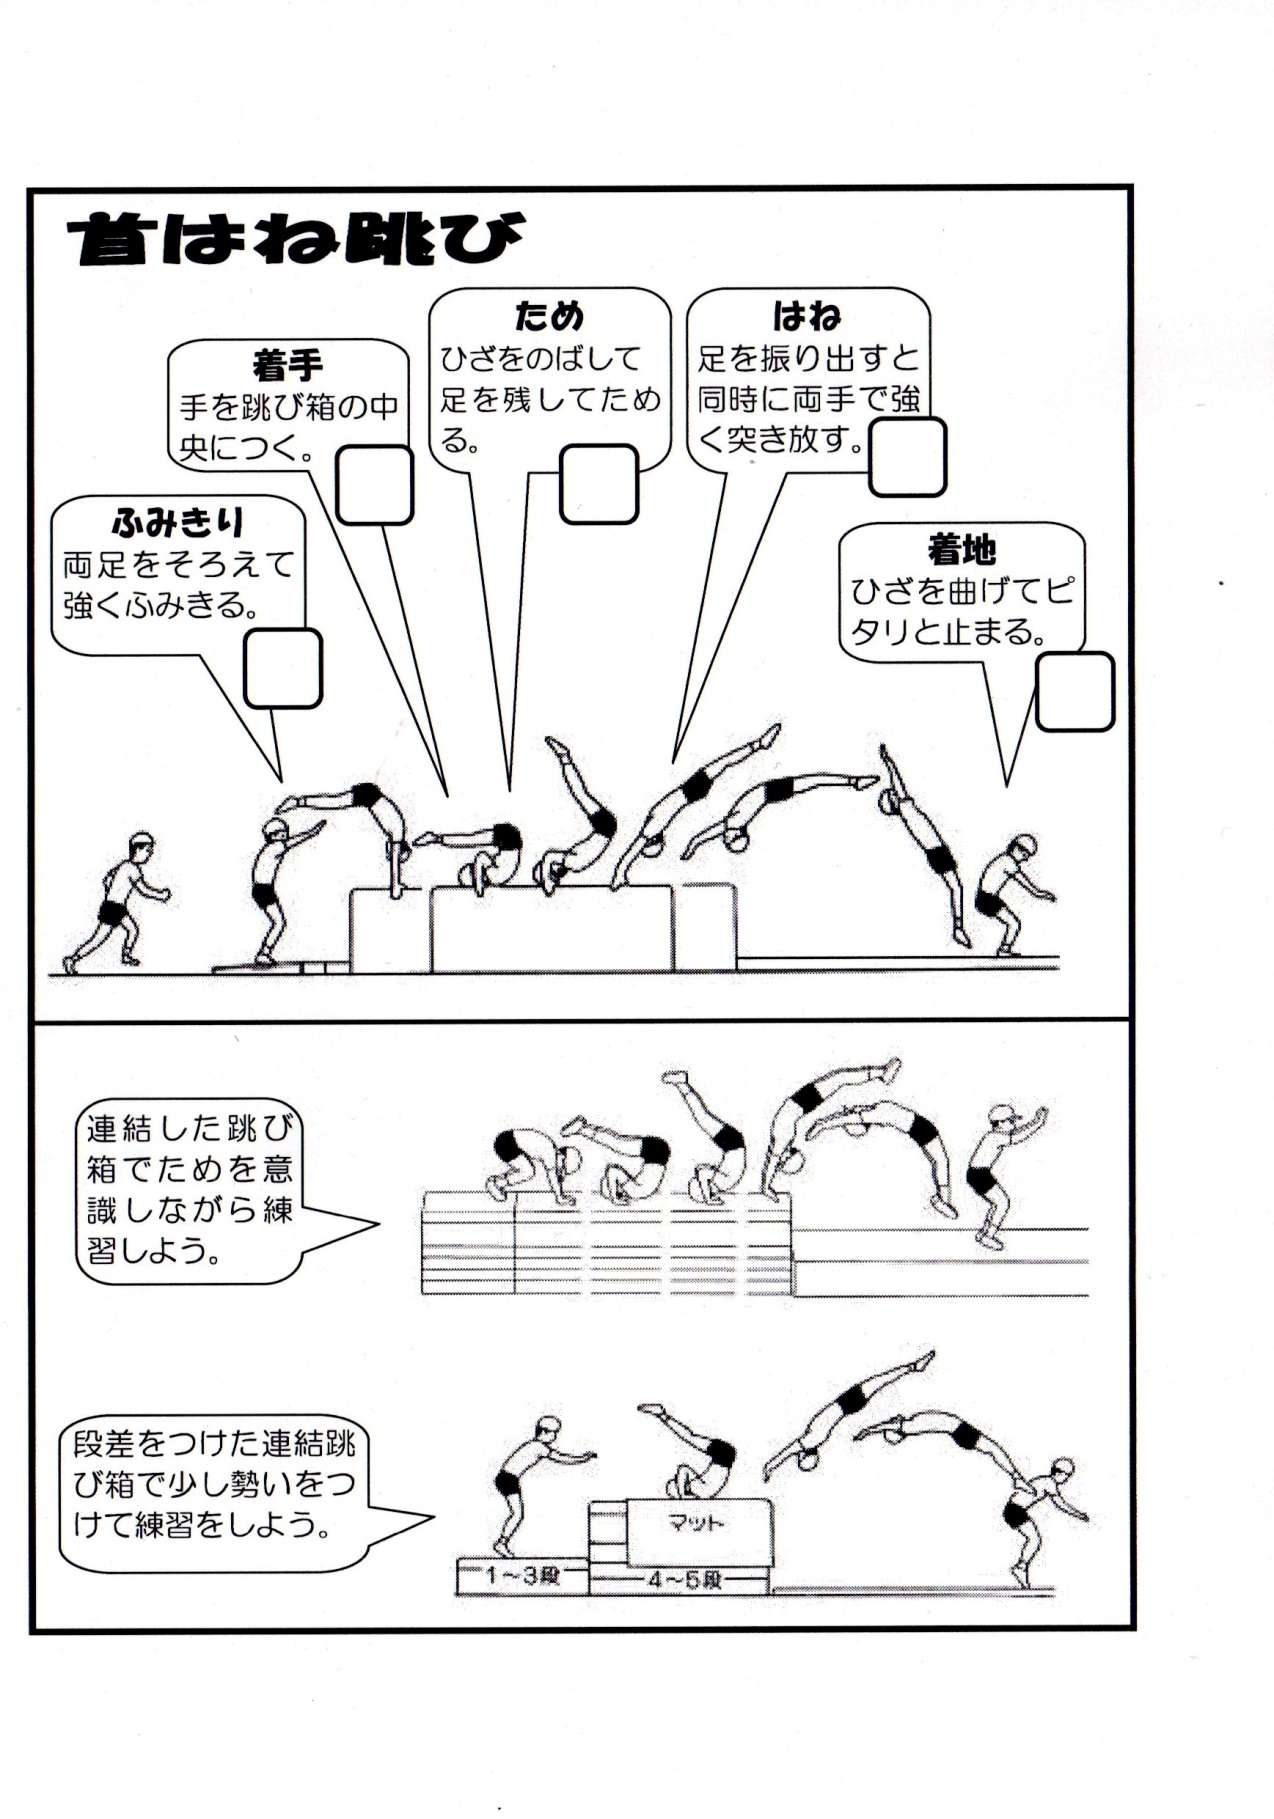 首はね跳び
ため
ひざをのばして
足を残してため
る。
はね
足を振り出すと
同時に両手で強
く突き放す。
着手
手を跳び箱の中
央につく。
ふみきり
両足をそろえて
強くふみきる。
着地
ひざを曲げてピ
タリと止まる。
連結した跳び
箱でためを意
識しながら練
習しよう。
段差をつけた連結跳
び箱で少し勢いをつ
けて練習をしよう。
マット
1～3段
4～5段